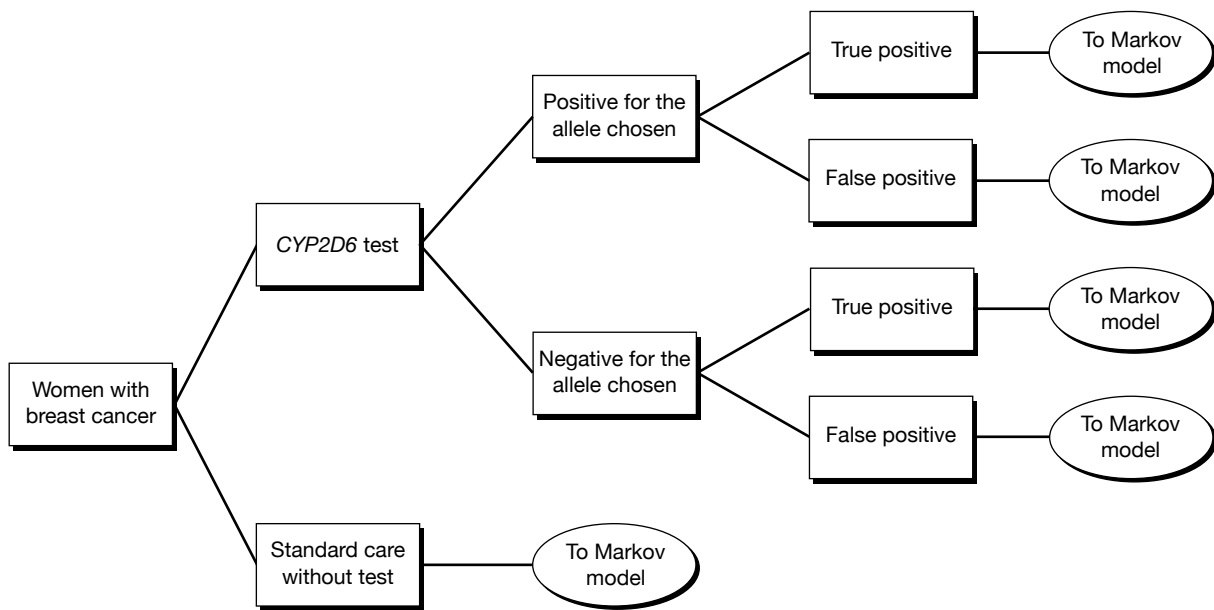 True positive
To Markov
model
Positive for the
allele chosen
False positive
To Markov
model
CYP2D6 test
True positive
To Markov
model
Negative for the
allele chosen
False positive
To Markov
model
Women with
breast cancer
Standard care
without test
To Markov
model